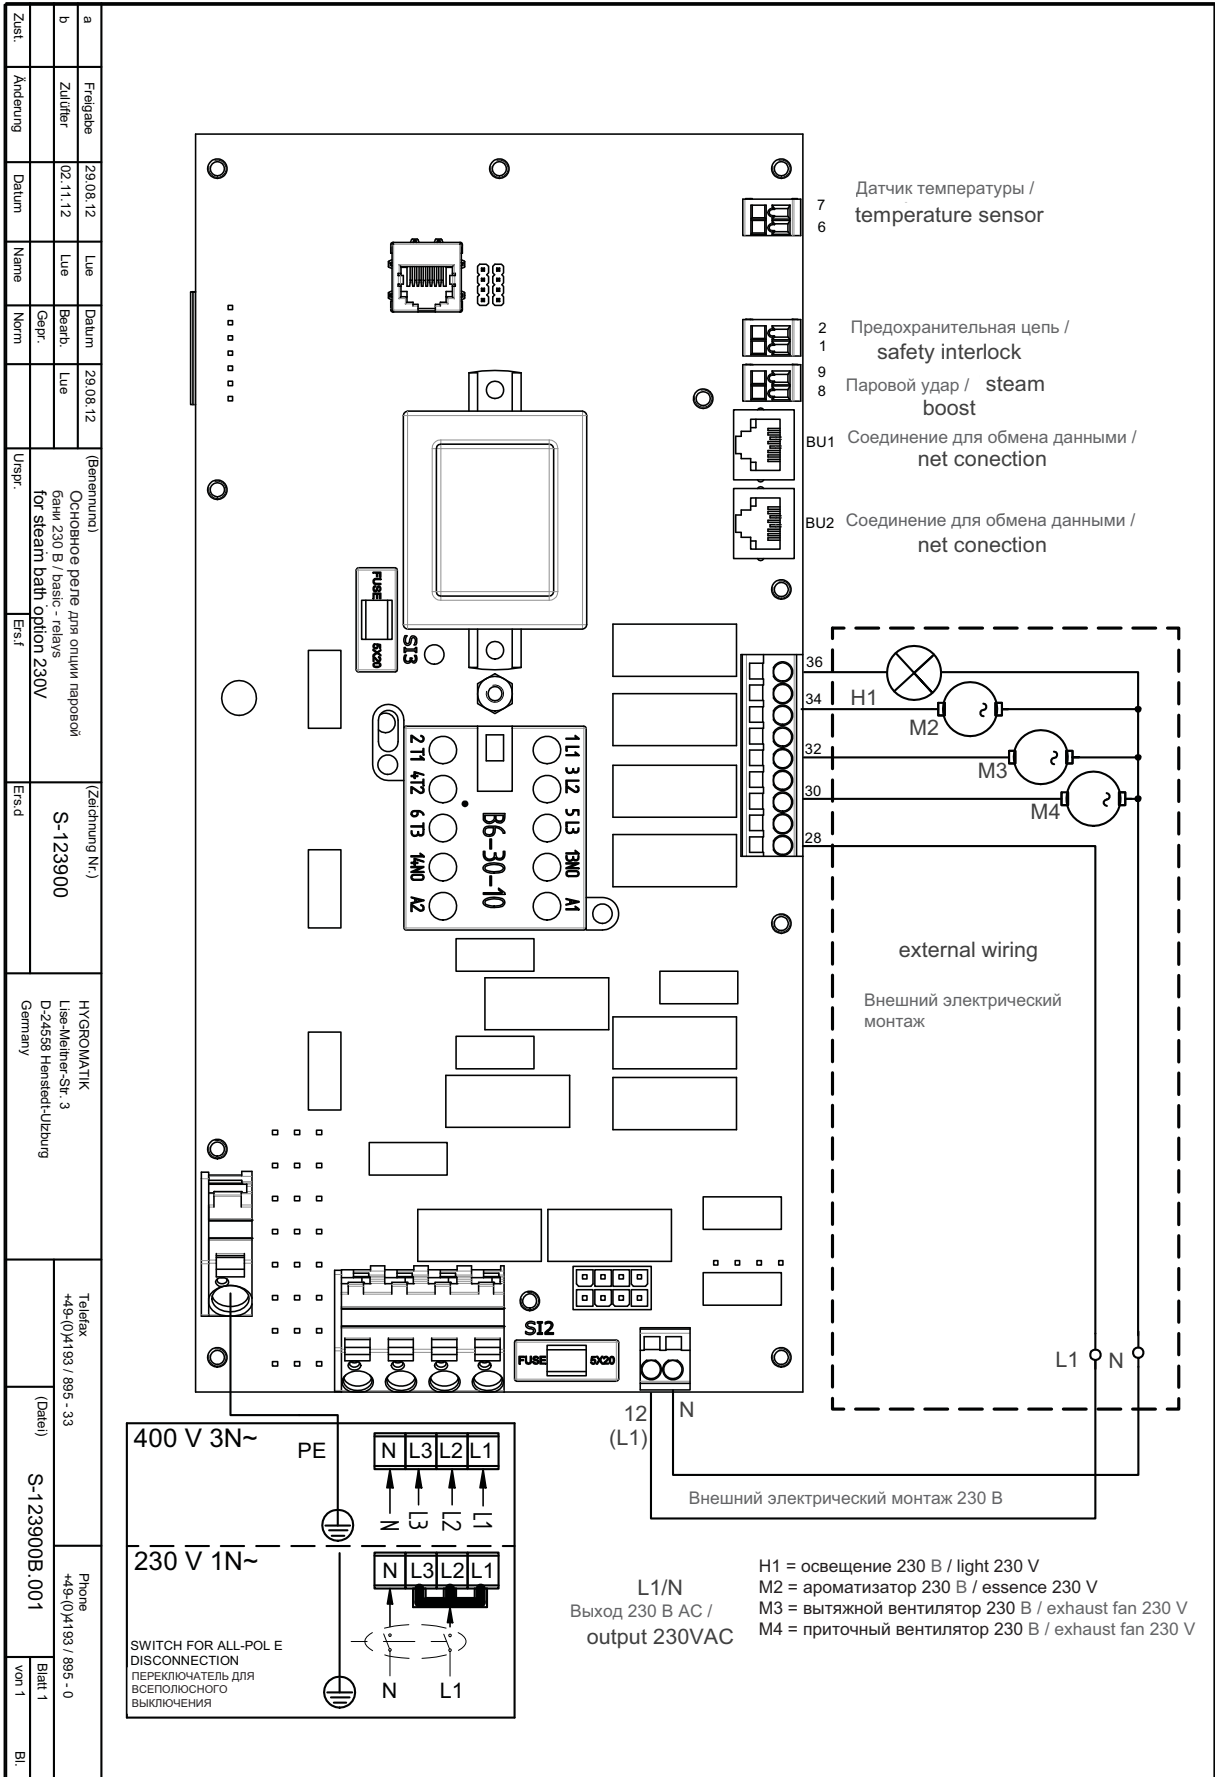 7
6
Датчик температуры /
temperature sensor
2
1
Предохранительная цепь /
safety interlock
9
8
Паровой удар / steam
boost
BU1
Соединение для обмена данными /
net conection
BU2
Соединение для обмена данными /
net conection
FUSE
5X20
SI3
36
34
32
30
28
H1
M2
M3
M4
2 T1 4T2 6 T3 14NO A2
B6-30-10
1 L1 3 L2 5 L3 13NO A1
external wiring
Внешний электрический
монтаж
SI2
FUSE
5X20
L1
N
12
(L1)
N
Внешний электрический монтаж 230 В
400 V 3N~
PE
N L3 L2 L1
N L3 L2 L1
230 V 1N~
N L3 L2 L1
SWITCH FOR ALL-POL E
DISCONNECTION
ПЕРЕКЛЮЧАТЕЛЬ ДЛЯ
ВСЕПОЛЮСНОГО
ВЫКЛЮЧЕНИЯ
N
L1
L1/N
Выход 230 В AC /
output 230VAC
H1 = освещение 230 В / light 230 V
M2 = ароматизатор 230 В / essence 230 V
M3 = вытяжной вентилятор 230 В / exhaust fan 230 V
M4 = приточный вентилятор 230 В / exhaust fan 230 V
a Freigabe 29.08.12 Lue
b Zulüfter 02.11.12 Lue
Zust. Änderung Datum Name
Datum 29.08.12
Bearb. Lue
Gepr.
Norm
(Benennung)
Основное реле для опции паровой
бани 230 В / basic - relays
for steam bath option 230V
Urspr.
Ers.f
(Zeichnung Nr.)
S-123900
Ers.d
HYGROMATIK
Lise-Meitner-Str. 3
D-24558 Henstedt-Ulzburg
Germany
Telefax
+49-(0)4193 / 895 - 33
Phone
+49-(0)4193 / 895 - 0
(Datei)
S-123900B.001
Blatt 1
von 1
Bl.